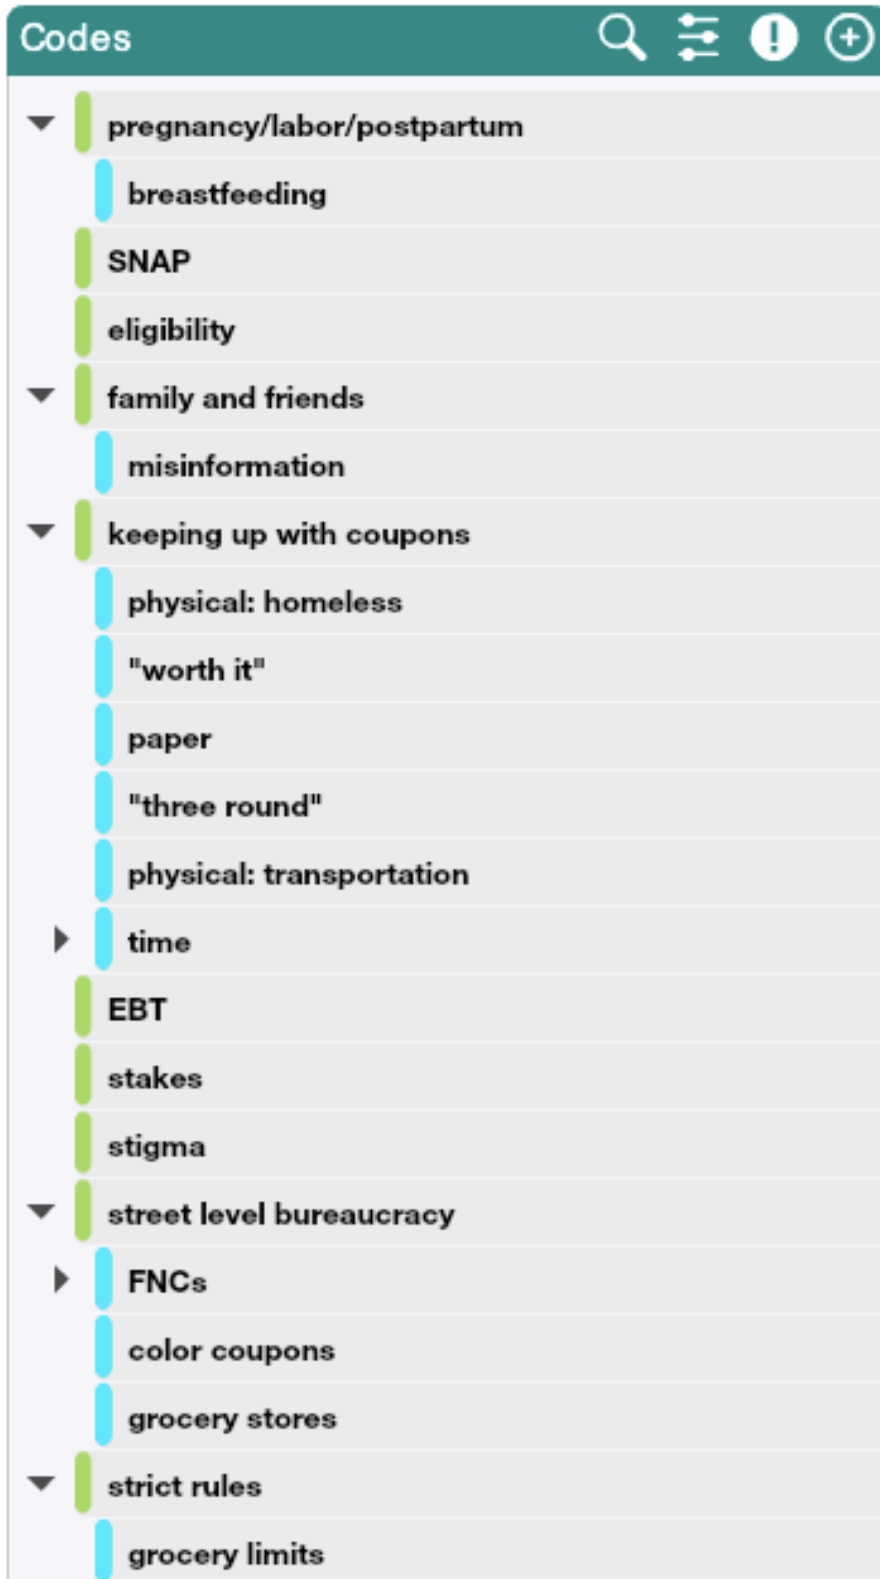 Codes
pregnancy/labor/postpartum
breastfeeding
SNAP
eligibility
family and friends
misinformation
keeping up with coupons
physical: homeless
"worth it"
paper
"three round"
physical: transportation
time
EBT
stakes
stigma
street level bureaucracy
FNCs
color coupons
grocery stores
strict rules
grocery limits